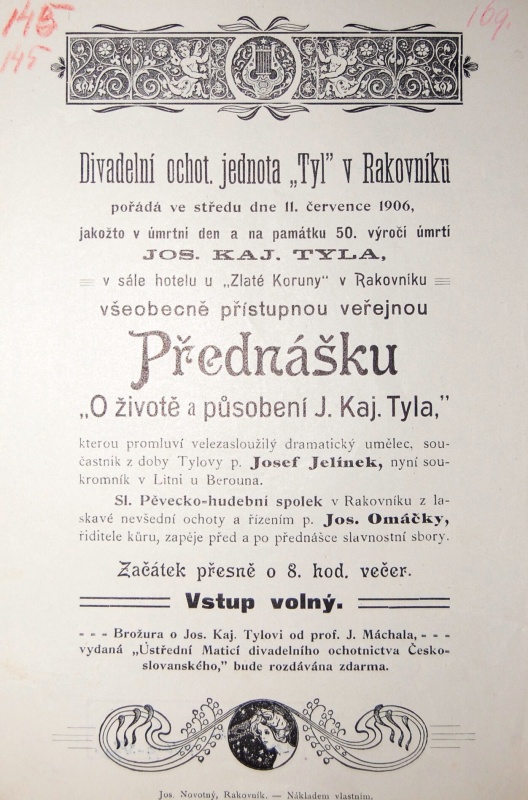 145 169.
145
Divadelní ochot. jednota „Tyl" v Rakovníku
pořádá ve středu dne 11. července 1906,
jakožto v úmrtní den a na památku 50. výročí úmrtí
JOS. KAJ. TYLA,
v sále hotelu u „Zlaté Koruny" v Rakovníku
všeobecně přístupnou veřejnou
Přednášku
„O životě a působení J. Kaj. Tyla,"
kterou promluví velezasloužilý dramatický umělec, sou-
častník z doby Tylovy p. Josef Jelínek, nyní sou-
kromník v Litni u Berouna.
Sl. Pěvecko-hudební spolek v Rakovníku z la-
skavé nevšední ochoty a řízením p. Jos. Omáčky,
řiditele kůru, zapěje před a po přednášce slavnostní sbory.
Začátek přesně o 8. hod. večer.
Vstup volný.
- - - Brožura o Jos. Kaj. Tylovi od prof. J. Máchala, - - -
vydaná „Ústřední Maticí divadelního ochotnictva Česko-
slovanského," bude rozdávána zdarma.
Jos. Novotný, Rakovník. — Nákladem vlastním.